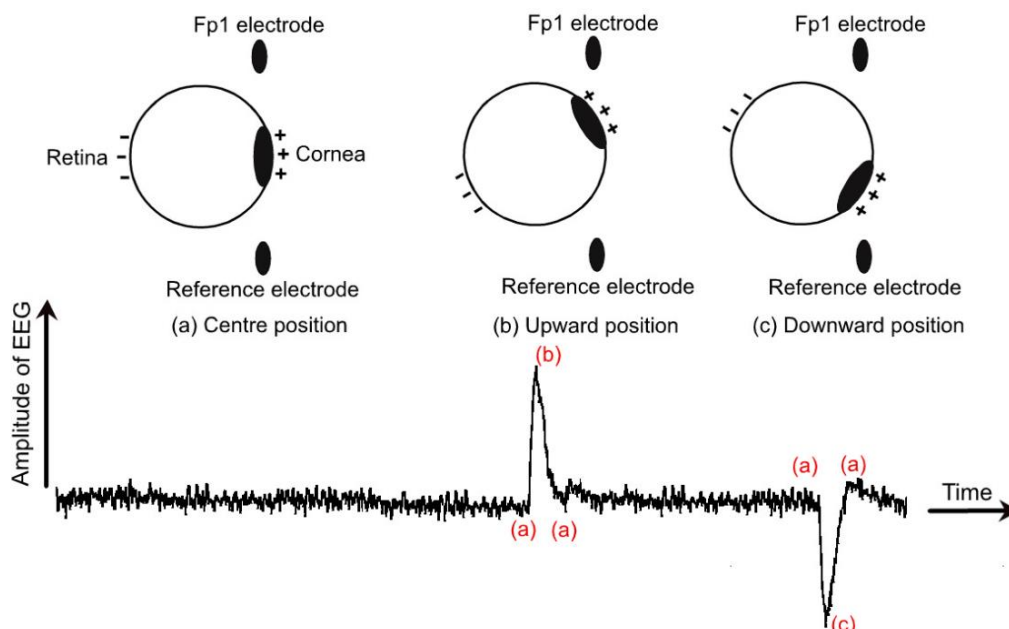 Fp1 electrode
Fp1 electrode
Fp1 electrode
Retina
Cornea
Reference electrode
Reference electrode
Reference electrode
(a) Centre position
(b) Upward position
(c) Downward position
Amplitude of EEG
(b)
(a)
(a)
(a)
(a)
(c)
Time